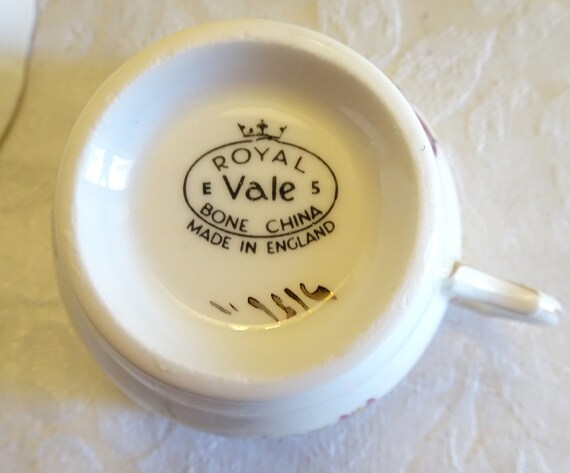 ROYAL
E Vale 5
BONE CHINA
MADE IN ENGLAND